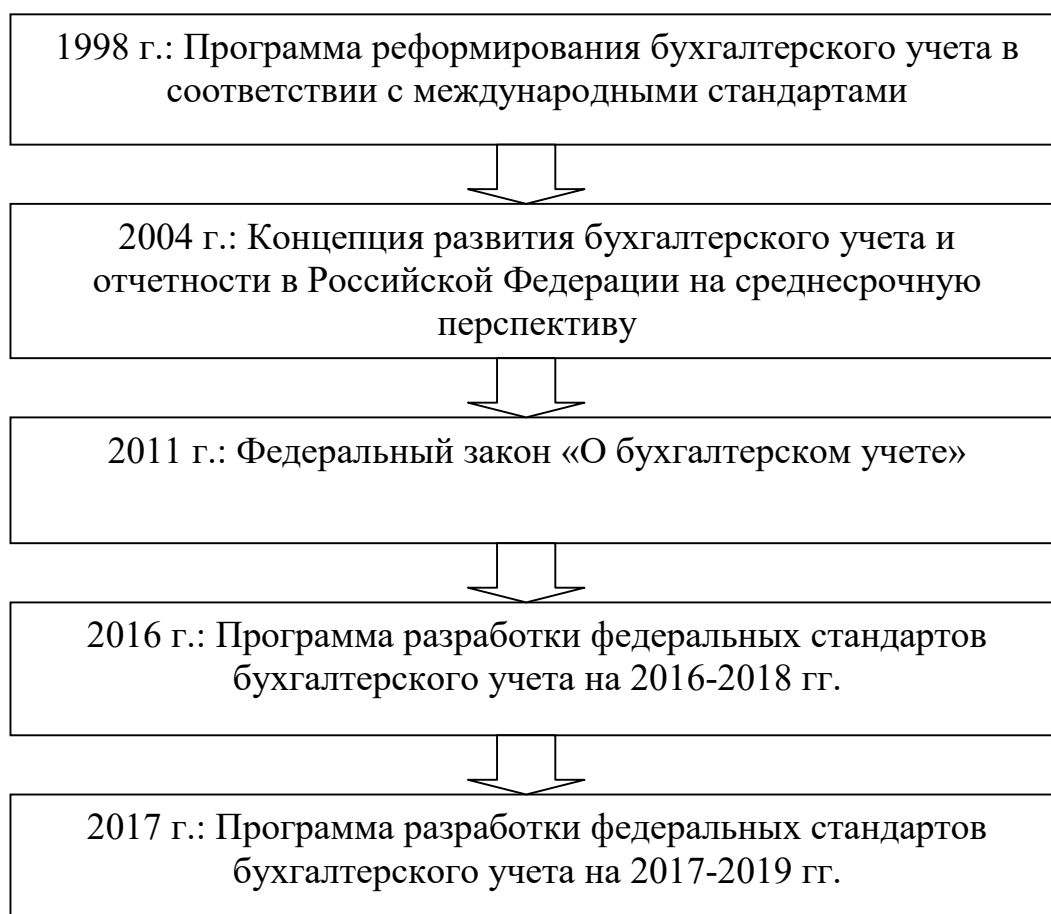 1998 г.: Программа реформирования бухгалтерского учета в
соответствии с международными стандартами
2004 г.: Концепция развития бухгалтерского учета и
отчетности в Российской Федерации на среднесрочную
перспективу
2011 г.: Федеральный закон «О бухгалтерском учете»
2016 г.: Программа разработки федеральных стандартов
бухгалтерского учета на 2016-2018 гг.
2017 г.: Программа разработки федеральных стандартов
бухгалтерского учета на 2017-2019 гг.